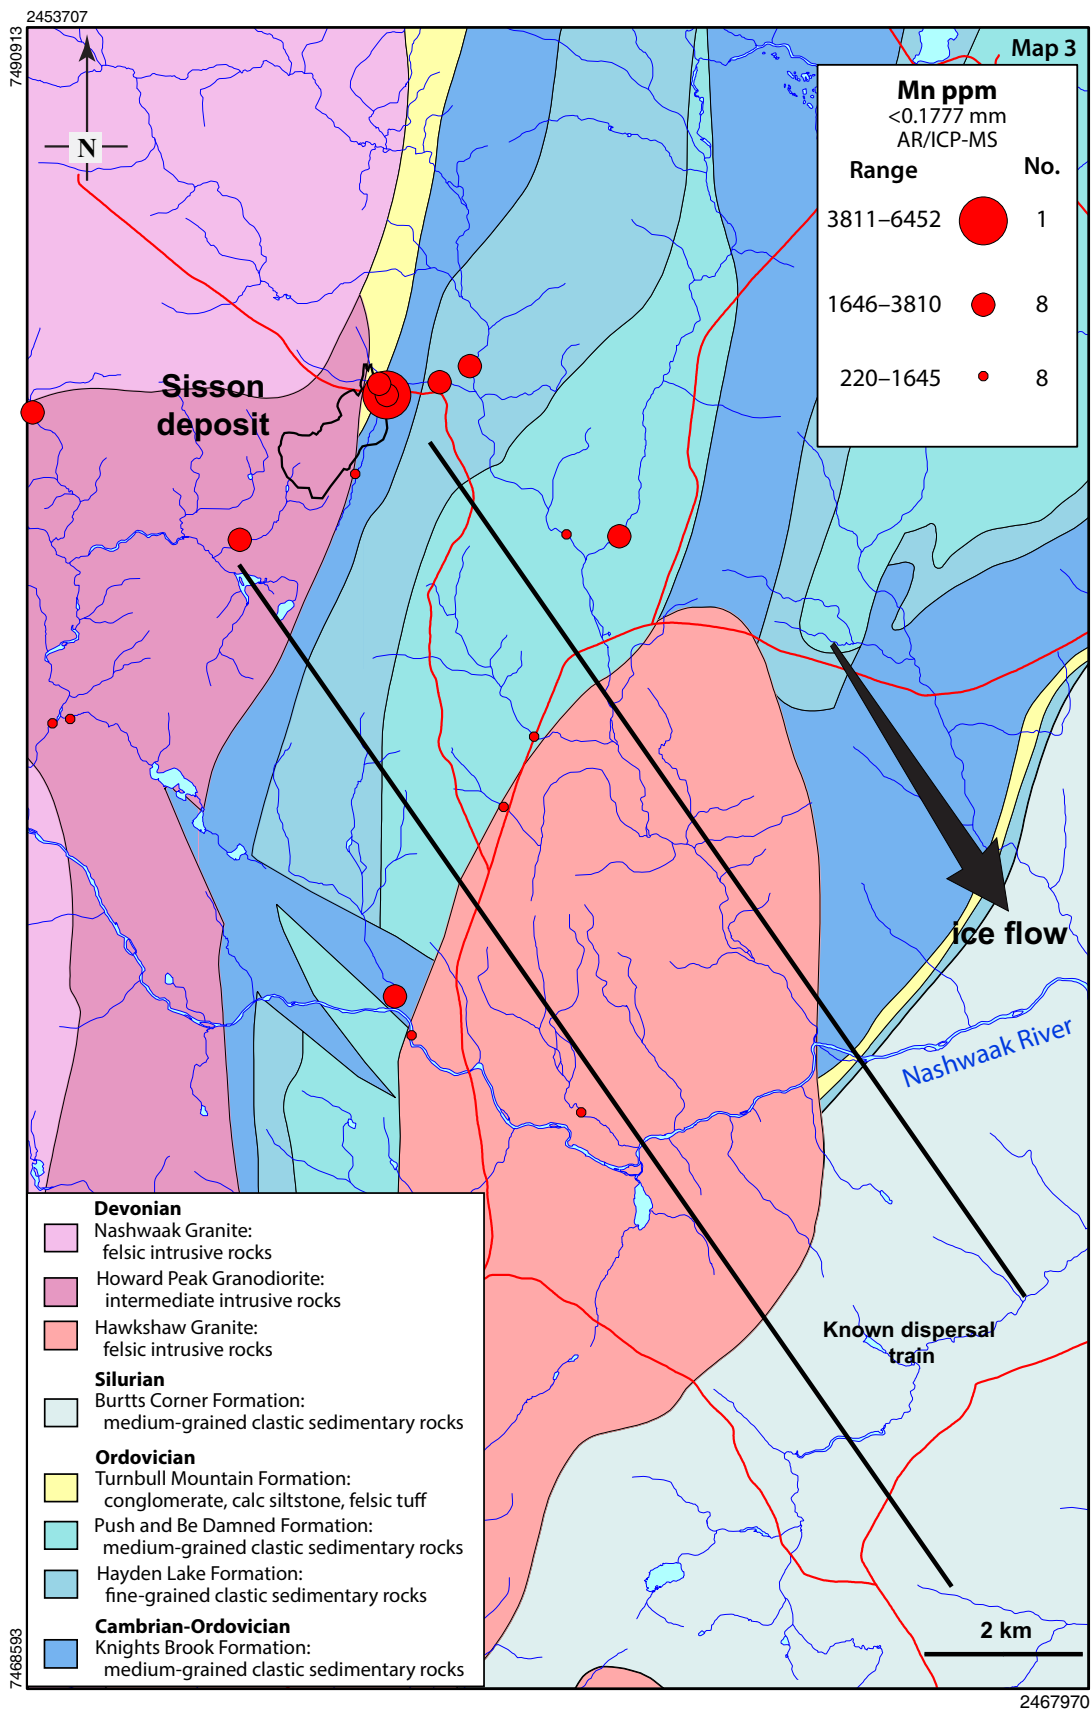 2453707
7490913
Map 3
N
Mn ppm
<0.1777 mm
AR/ICP-MS
Range No.
3811–6452 1
1646–3810 8
220–1645 8
Sisson
deposit
ice flow
Nashwaak River
Known dispersal
train
Devonian
Nashwaak Granite:
felsic intrusive rocks
Howard Peak Granodiorite:
intermediate intrusive rocks
Hawkshaw Granite:
felsic intrusive rocks
Silurian
Burtts Corner Formation:
medium-grained clastic sedimentary rocks
Ordovician
Turnbull Mountain Formation:
conglomerate, calc siltstone, felsic tuff
Push and Be Damned Formation:
medium-grained clastic sedimentary rocks
Hayden Lake Formation:
fine-grained clastic sedimentary rocks
Cambrian-Ordovician
Knights Brook Formation:
medium-grained clastic sedimentary rocks
2 km
7468593
2467970